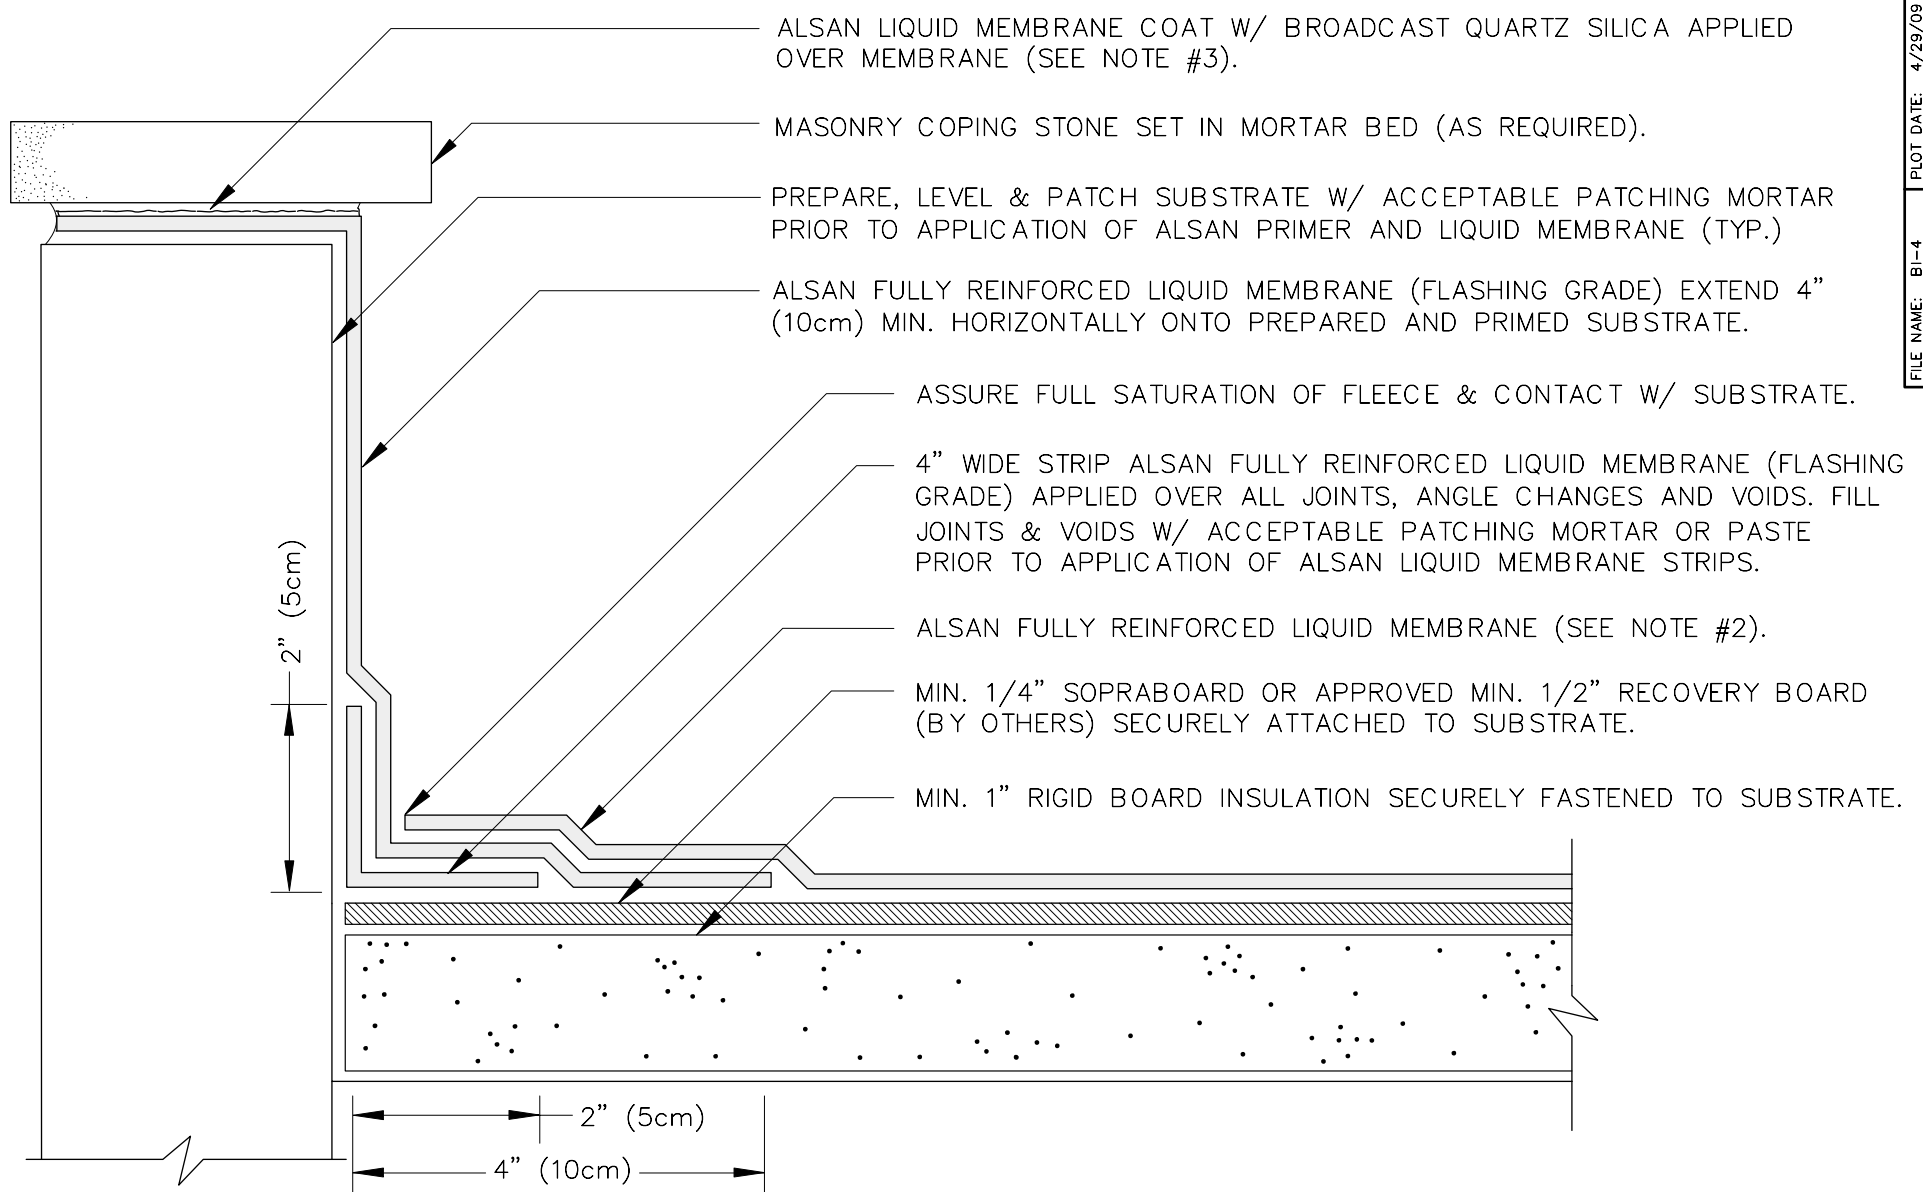 ALSAN LIQUID MEMBRANE COAT W/ BROADCAST QUARTZ SILICA APPLIED
OVER MEMBRANE (SEE NOTE #3).
MASONRY COPING STONE SET IN MORTAR BED (AS REQUIRED).
PREPARE, LEVEL & PATCH SUBSTRATE W/ ACCEPTABLE PATCHING MORTAR
PRIOR TO APPLICATION OF ALSAN PRIMER AND LIQUID MEMBRANE (TYP.)
ALSAN FULLY REINFORCED LIQUID MEMBRANE (FLASHING GRADE) EXTEND 4”
(10cm) MIN. HORIZONTALLY ONTO PREPARED AND PRIMED SUBSTRATE.
ASSURE FULL SATURATION OF FLEECE & CONTACT W/ SUBSTRATE.
4” WIDE STRIP ALSAN FULLY REINFORCED LIQUID MEMBRANE (FLASHING
GRADE) APPLIED OVER ALL JOINTS, ANGLE CHANGES AND VOIDS. FILL
JOINTS & VOIDS W/ ACCEPTABLE PATCHING MORTAR OR PASTE
PRIOR TO APPLICATION OF ALSAN LIQUID MEMBRANE STRIPS.
ALSAN FULLY REINFORCED LIQUID MEMBRANE (SEE NOTE #2).
MIN. 1/4” SOPRABOARD OR APPROVED MIN. 1/2” RECOVERY BOARD
(BY OTHERS) SECURELY ATTACHED TO SUBSTRATE.
MIN. 1” RIGID BOARD INSULATION SECURELY FASTENED TO SUBSTRATE.
2” (5cm)
2” (5cm)
4” (10cm)
FILE NAME: BI-4
PLOT DATE: 4/29/09